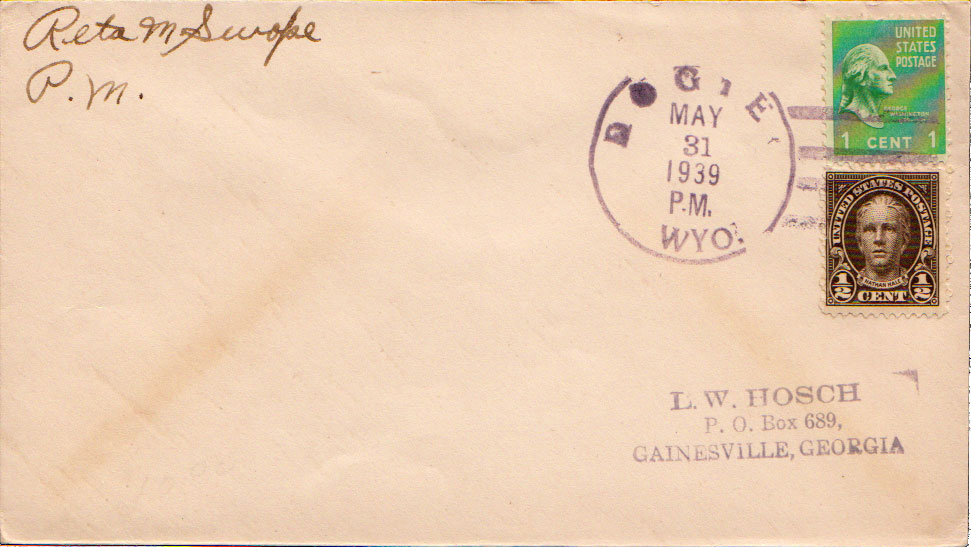 Reta M Swope
P. M.
DOGIE
MAY
31
1939
P.M.
WYO.
UNITED
STATES
POSTAGE
GEORGE
WASHINGTON
1 CENT 1
UNITED STATES POSTAGE
NATHAN HALE
1/2 CENT 1/2
L. W. HOSCH
P. O. Box 689,
GAINESVILLE, GEORGIA